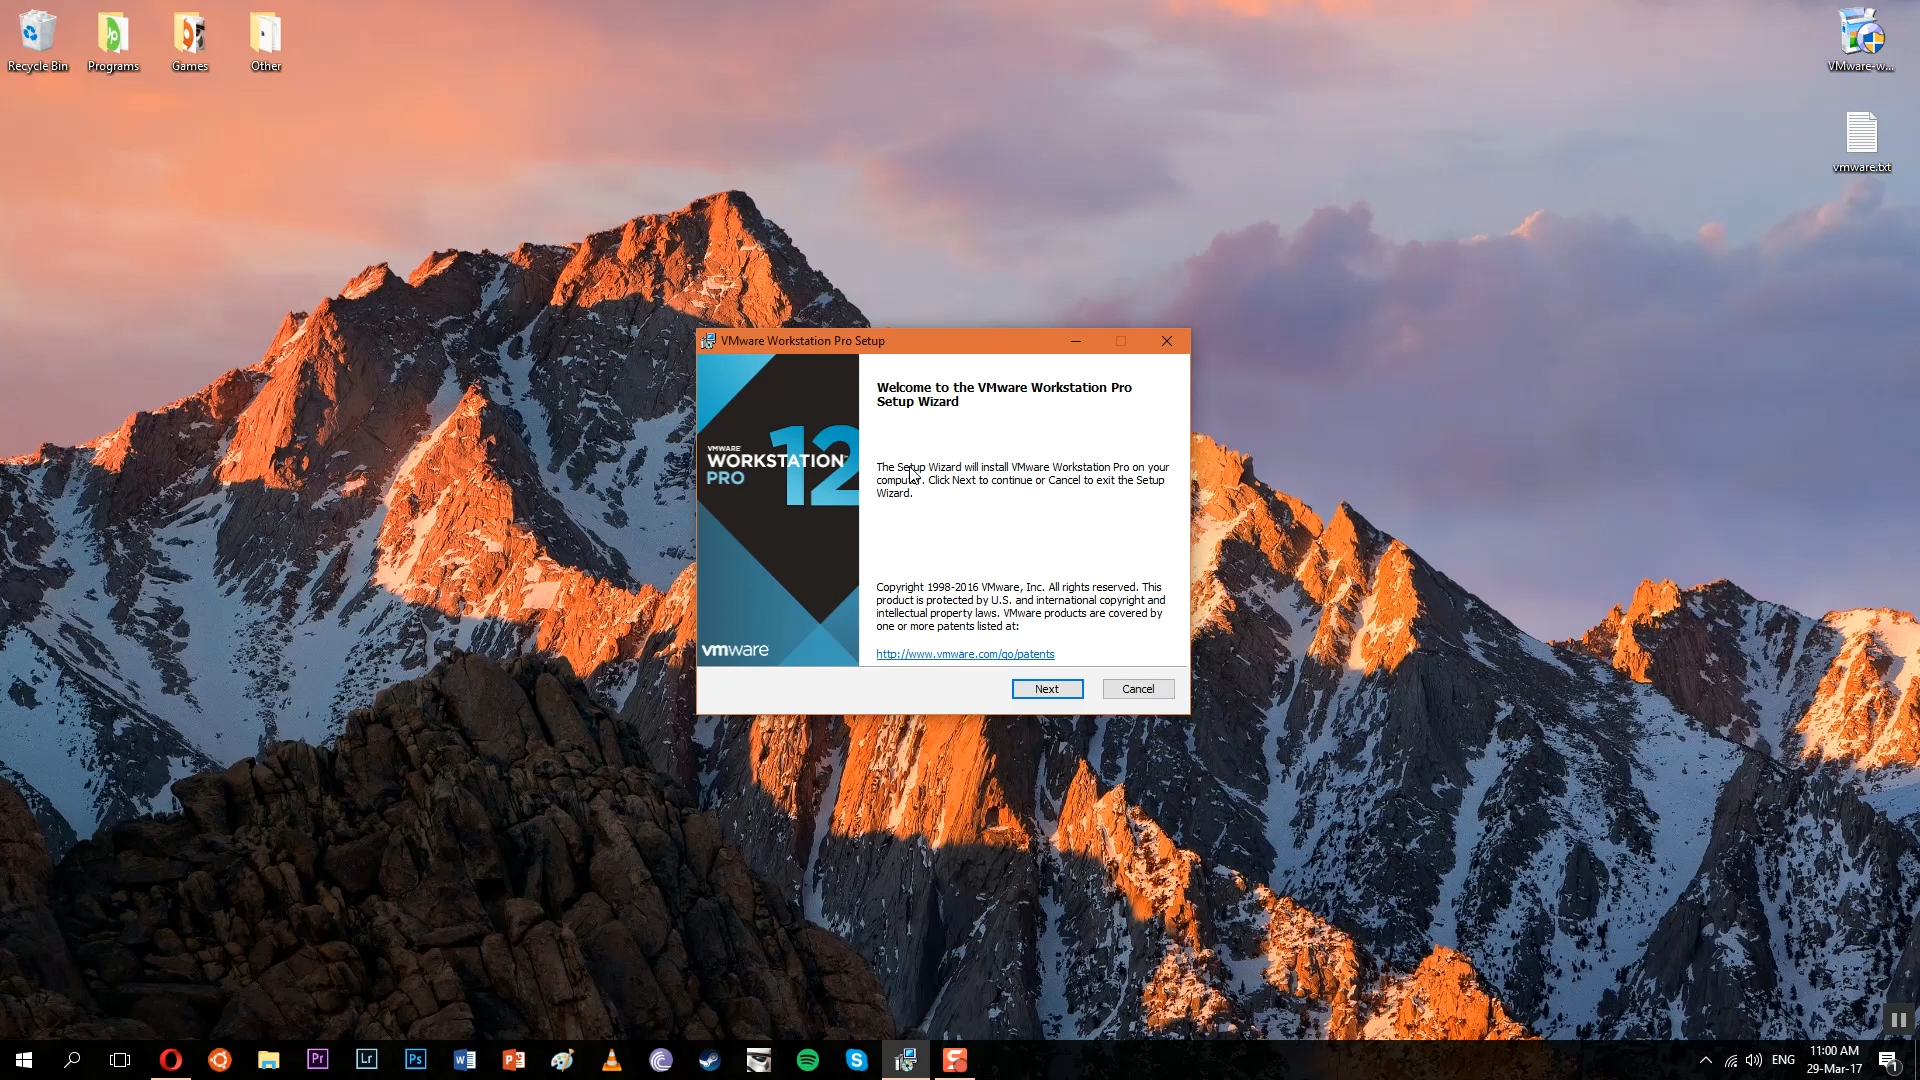 Recycle Bin
Programs
Games
Other
VMware-w...
vmware.txt
VMware Workstation Pro Setup
Welcome to the VMware Workstation Pro
Setup Wizard
VMWARE
WORKSTATION
PRO
12
The Setup Wizard will install VMware Workstation Pro on your
computer. Click Next to continue or Cancel to exit the Setup
Wizard.
Copyright 1998-2016 VMware, Inc. All rights reserved. This
product is protected by U.S. and international copyright and
intellectual property laws. VMware products are covered by
one or more patents listed at:
http://www.vmware.com/go/patents
vmware
Next
Cancel
Pr
Lr
Ps
ENG
11:00 AM
29-Mar-17
1